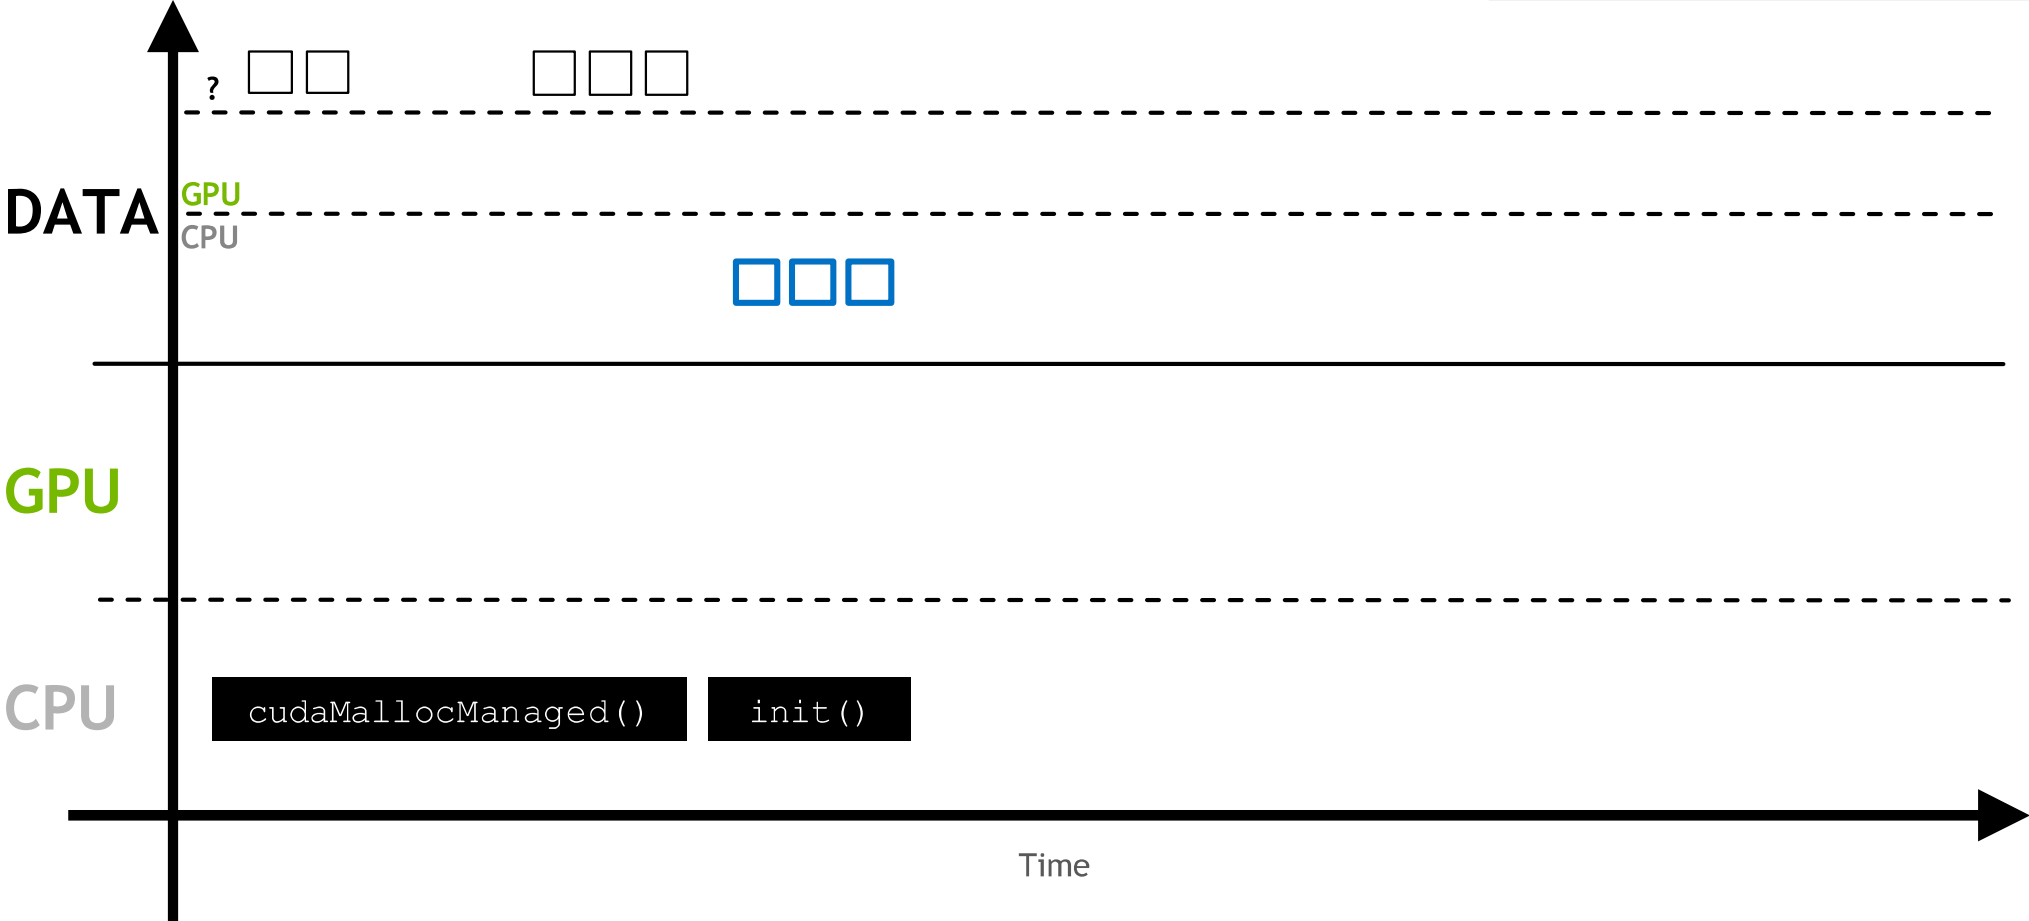 ?
DATA
GPU
CPU
GPU
CPU
cudaMallocManaged() init()
Time